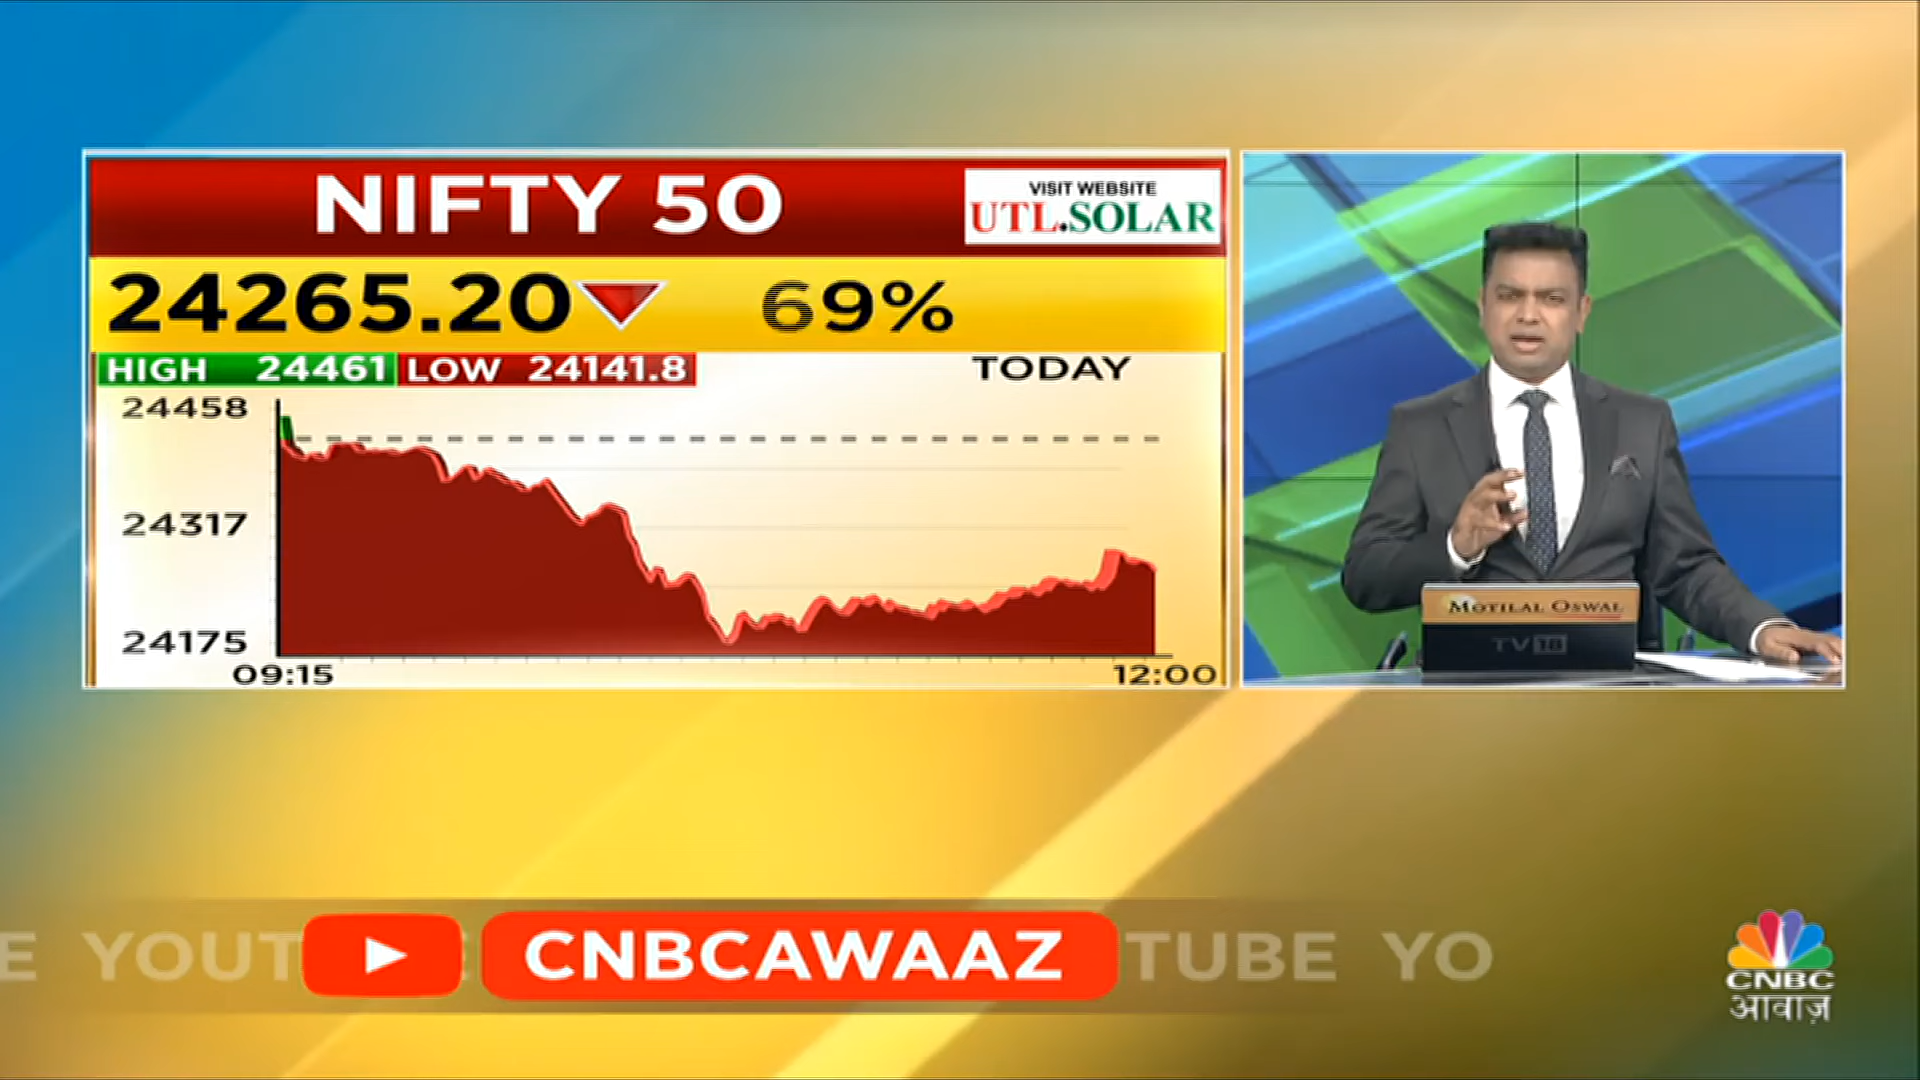 NIFTY 50
VISIT WEBSITE
UTL.SOLAR
24265.20 69%
HIGH 24461 LOW 24141.8
TODAY
24458
24317
24175
09:15 12:00
MOTILAL OSWAL
TV18
E YOUT CNBCAWAAZ TUBE YO
CNBC
आवाज़